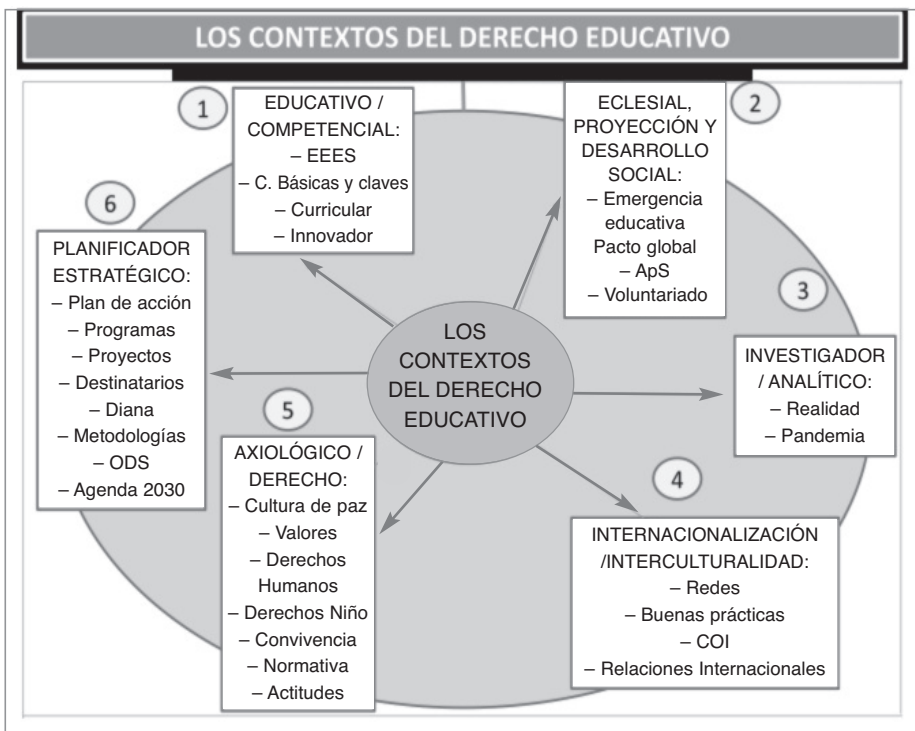 LOS CONTEXTOS DEL DERECHO EDUCATIVO
1
EDUCATIVO /
COMPETENCIAL:
– EEES
– C. Básicas y claves
– Curricular
– Innovador
2
ECLESIAL,
PROYECCIÓN Y
DESARROLLO
SOCIAL:
– Emergencia
educativa
Pacto global
– ApS
– Voluntariado
3
INVESTIGADOR
/ ANALÍTICO:
– Realidad
– Pandemia
4
INTERNACIONALIZACIÓN
/INTERCULTURALIDAD:
– Redes
– Buenas prácticas
– COI
– Relaciones Internacionales
5
AXIOLÓGICO /
DERECHO:
– Cultura de paz
– Valores
– Derechos
Humanos
– Derechos Niño
– Convivencia
– Normativa
– Actitudes
6
PLANIFICADOR
ESTRATÉGICO:
– Plan de acción
– Programas
– Proyectos
– Destinatarios
– Diana
– Metodologías
– ODS
– Agenda 2030
LOS
CONTEXTOS
DEL DERECHO
EDUCATIVO